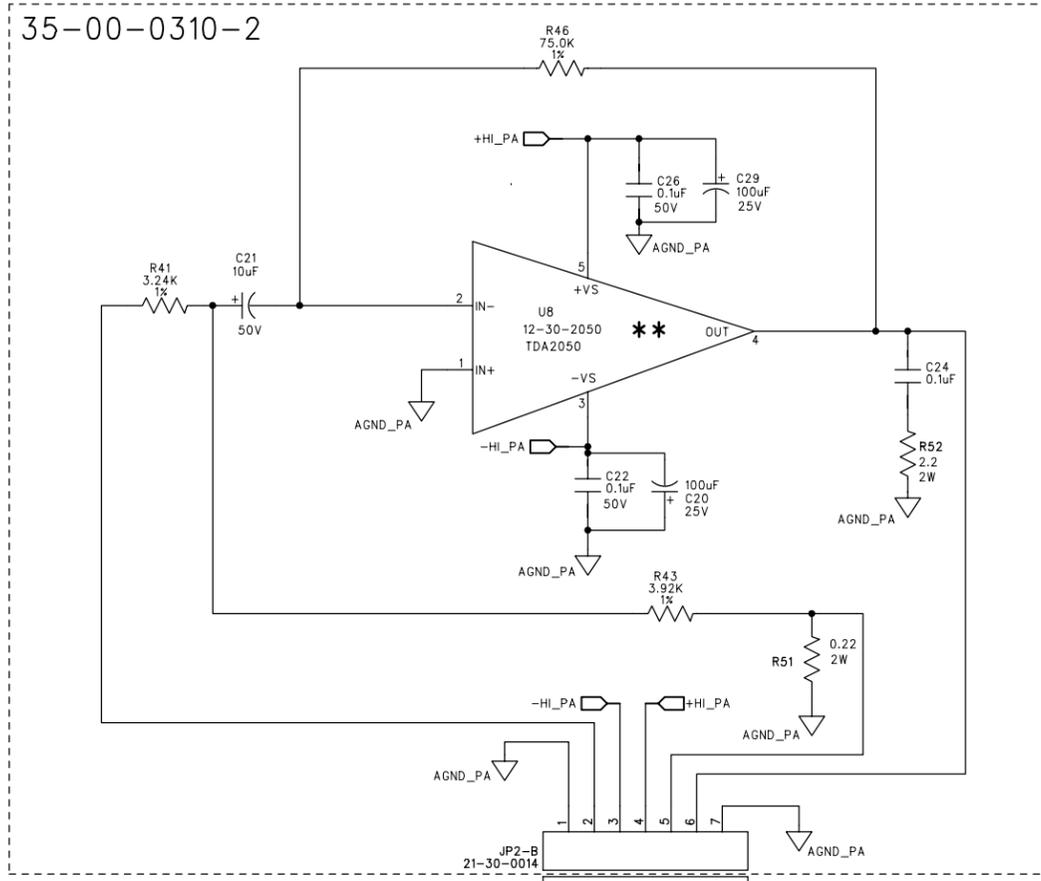 35-00-0310-2
R46
75.0K
1%
+HI_PA
C26
0.1uF
50V
+
C29
100uF
25V
AGND_PA
R41
3.24K
1%
C21
10uF
+
50V
5
+VS
2
IN-
U8
12-30-2050
TDA2050
**
OUT
4
1
IN+
-VS
3
AGND_PA
-HI_PA
C22
0.1uF
50V
100uF
C20
+
25V
AGND_PA
C24
0.1uF
R52
2.2
2W
AGND_PA
R43
3.92K
1%
R51
0.22
2W
AGND_PA
-HI_PA
+HI_PA
AGND_PA
1
2
3
4
5
6
7
AGND_PA
JP2-B
21-30-0014